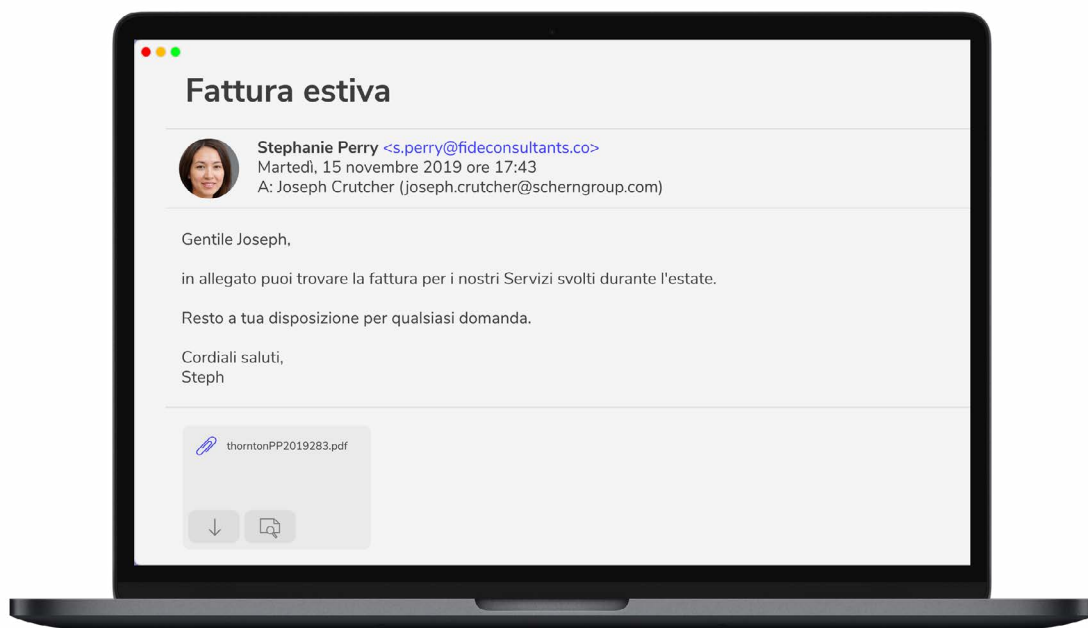 Fattura estiva
Stephanie Perry <s.perry@fideconsultants.co>
Martedì, 15 novembre 2019 ore 17:43
A: Joseph Crutcher (joseph.crutcher@scherngroup.com)
Gentile Joseph,
in allegato puoi trovare la fattura per i nostri Servizi svolti durante l'estate.
Resto a tua disposizione per qualsiasi domanda.
Cordiali saluti,
Steph
thorntonPP2019283.pdf